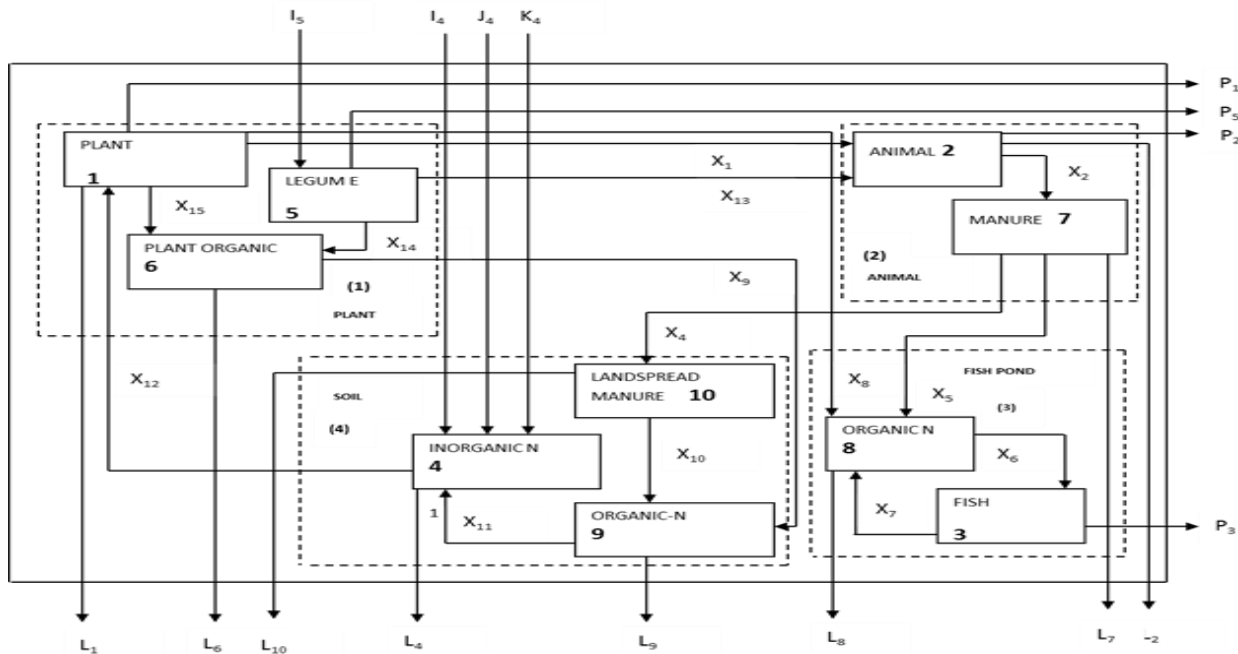 I5 I4 J4 K4
P1
P5
P2
PLANT
1
ANIMAL 2
X1
X2
LEGUM E
5
X13
X15
MANURE 7
X14
PLANT ORGANIC
6
(1)
PLANT
X9
(2)
ANIMAL
X4
X12
SOIL
(4)
LANDSPREAD
MANURE 10
X8
X5
FISH POND
(3)
INORGANIC N
4
X10
ORGANIC N
8
X6
1
X11
ORGANIC-N
9
X7
FISH
3
P3
L1 L6 L10 L4 L9 L8 L7 -2